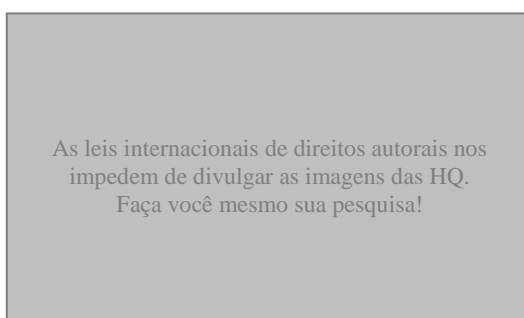 As leis internacionais de direitos autorais nos
impedem de divulgar as imagens das HQ.
Faça você mesmo sua pesquisa!